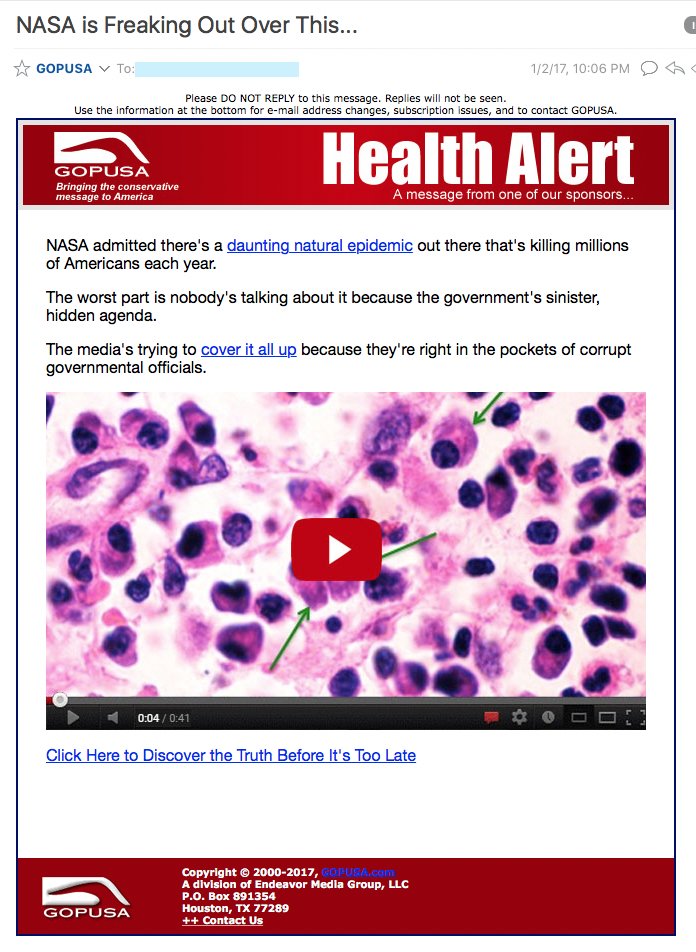 NASA is Freaking Out Over This...
GOPUSA To: 1/2/17, 10:06 PM
Please DO NOT REPLY to this message. Replies will not be seen.
Use the information at the bottom for e-mail address changes, subscription issues, and to contact GOPUSA.
GOPUSA
Bringing the conservative
message to America
Health Alert
A message from one of our sponsors...
NASA admitted there's a daunting natural epidemic out there that's killing millions
of Americans each year.
The worst part is nobody's talking about it because the government's sinister,
hidden agenda.
The media's trying to cover it all up because they're right in the pockets of corrupt
governmental officials.
0:04 / 0:41
Click Here to Discover the Truth Before It's Too Late
GOPUSA
Copyright © 2000-2017, GOPUSA.com
A division of Endeavor Media Group, LLC
P.O. Box 891354
Houston, TX 77289
++ Contact Us